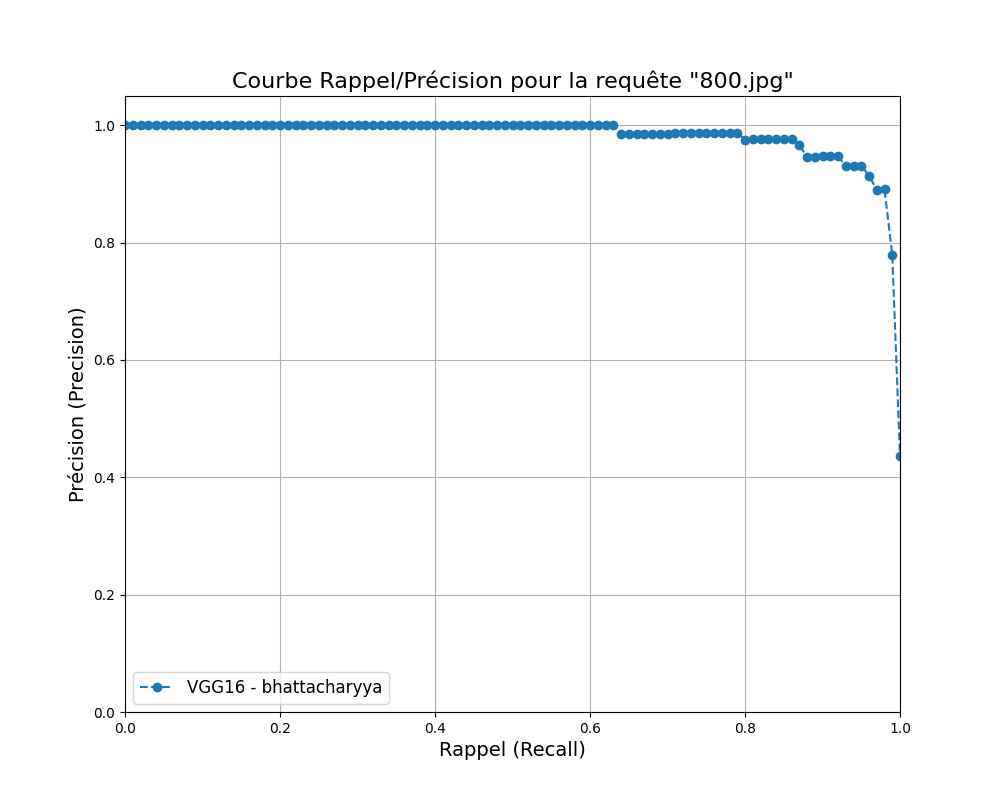 Courbe Rappel/Précision pour la requête "800.jpg"
Précision (Precision)
1.0
0.8
0.6
0.4
0.2
0.0
VGG16 - bhattacharyya
0.0 0.2 0.4 0.6 0.8 1.0
Rappel (Recall)